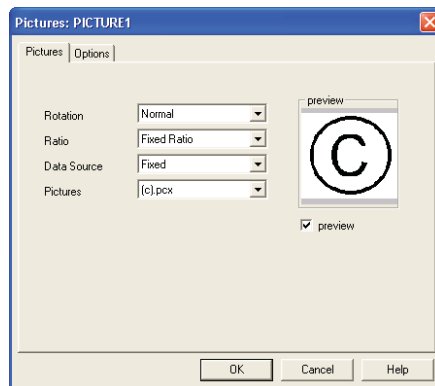 Pictures: PICTURE1
Pictures Options
preview
Rotation Normal
Ratio Fixed Ratio
Data Source Fixed
Pictures (c).pcx
©
preview
OK Cancel Help